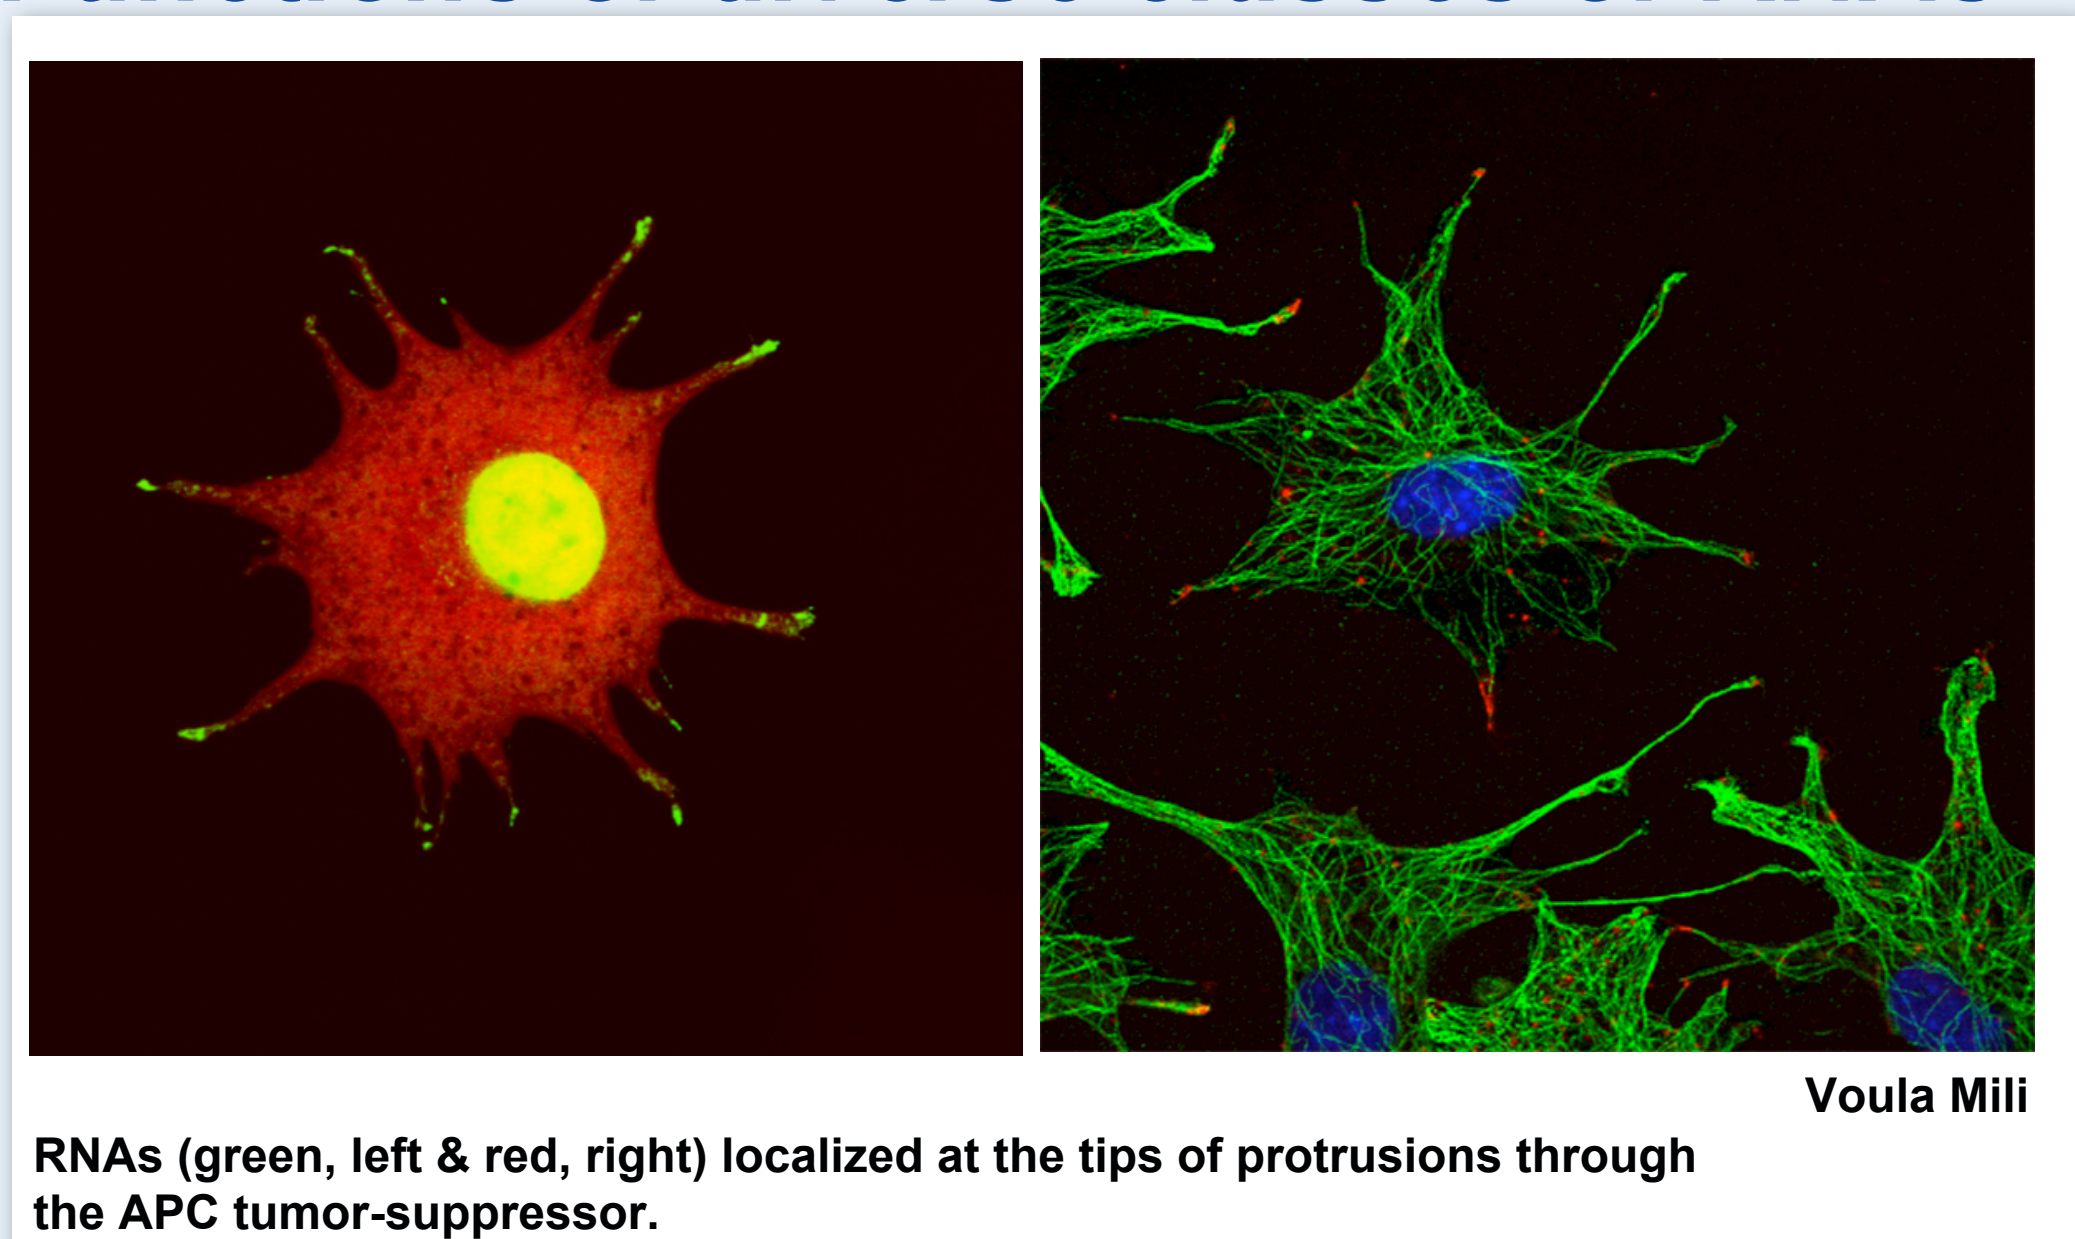 Voula Mili
RNAs (green, left & red, right) localized at the tips of protrusions through
the APC tumor-suppressor.